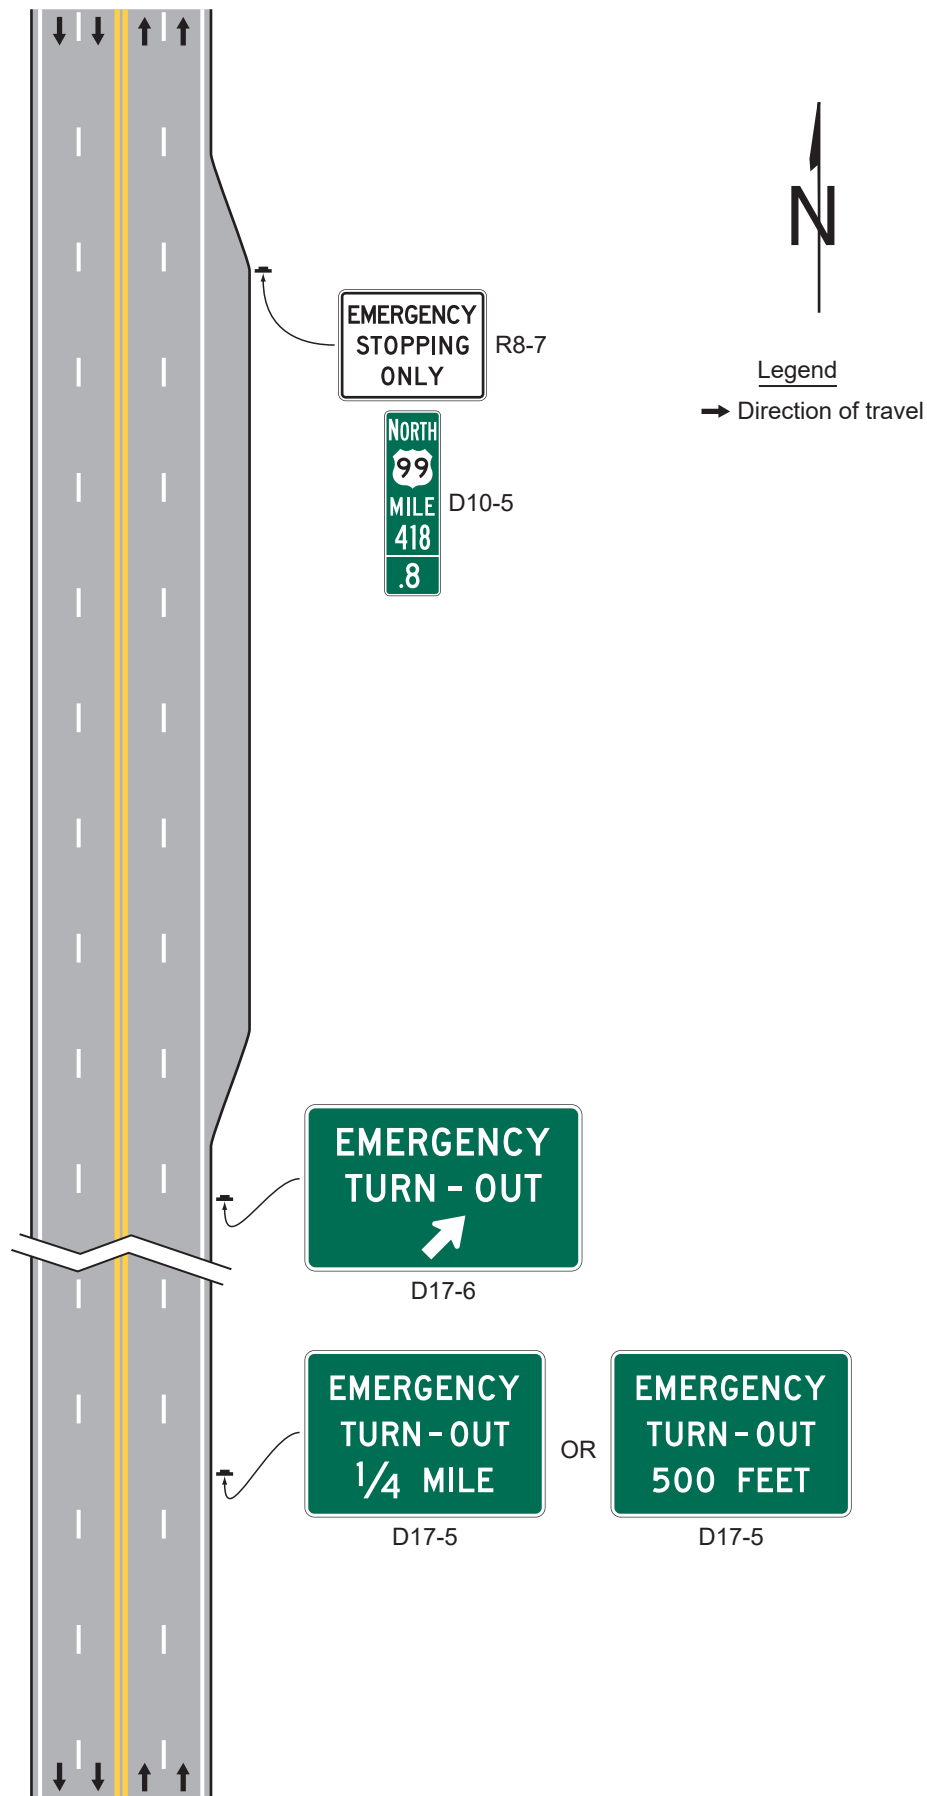 N
EMERGENCY
STOPPING
ONLY
R8-7
Legend
Direction of travel
NORTH
99
MILE
418
.8
D10-5
EMERGENCY
TURN - OUT
D17-6
EMERGENCY
TURN - OUT
1/4 MILE
D17-5
OR
EMERGENCY
TURN - OUT
500 FEET
D17-5